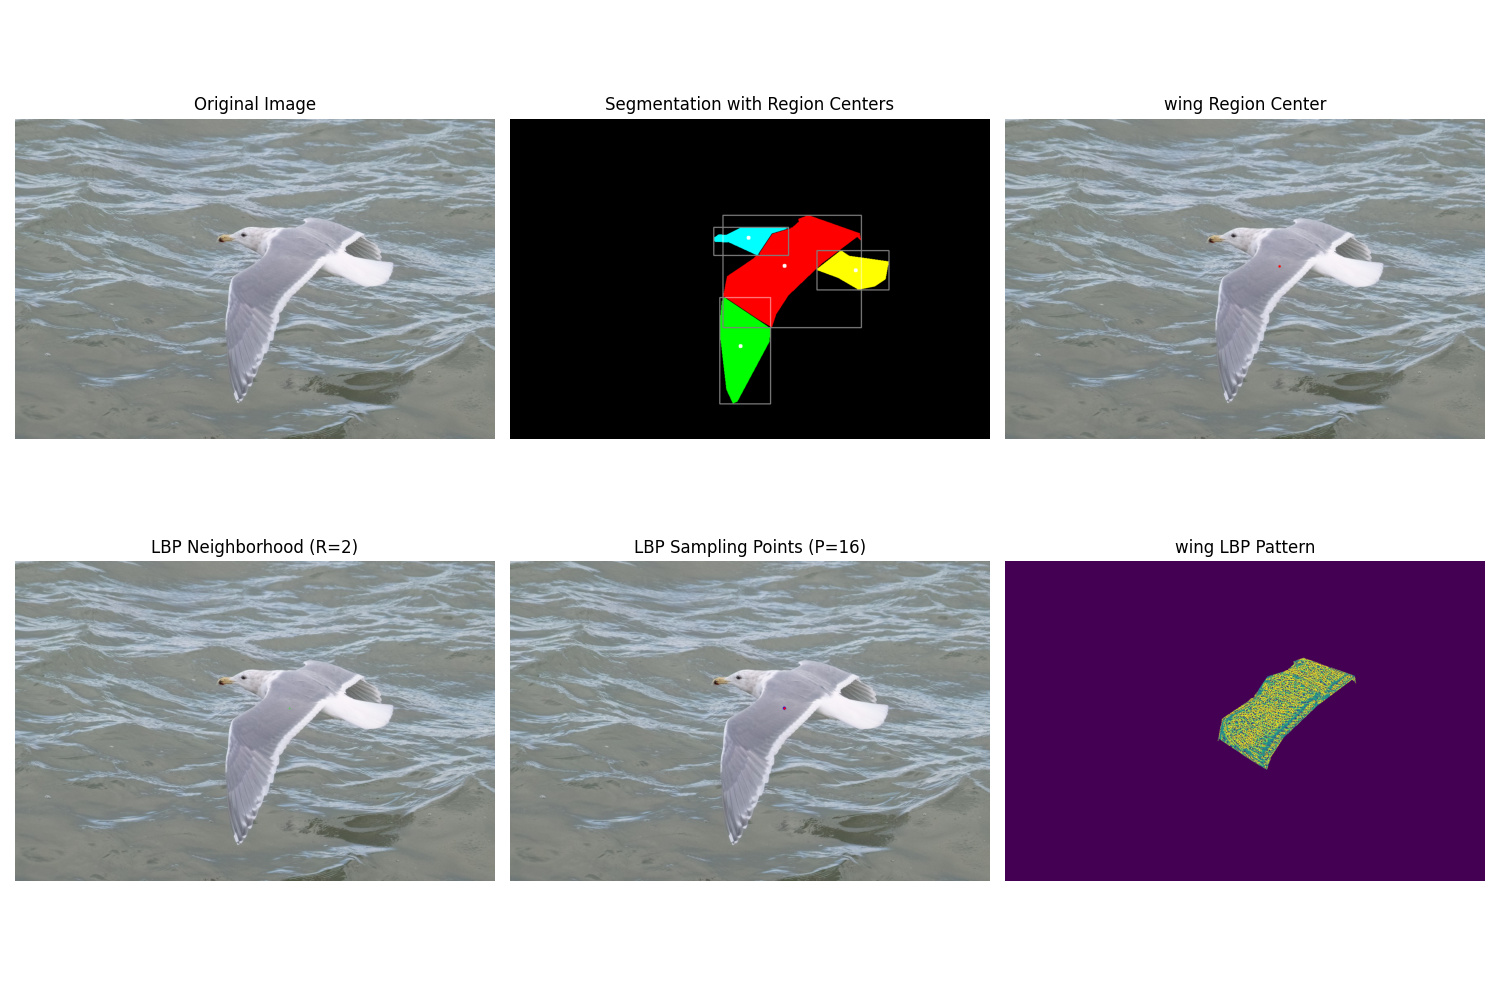 Original Image
Segmentation with Region Centers
wing Region Center
LBP Neighborhood (R=2)
LBP Sampling Points (P=16)
wing LBP Pattern